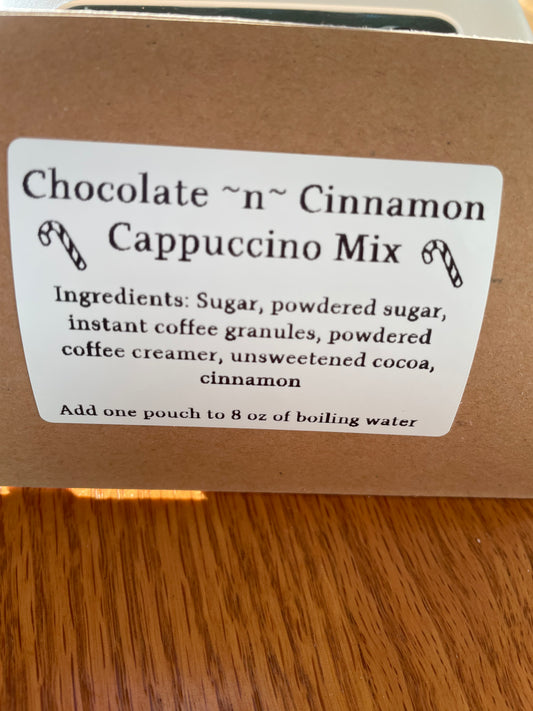 Chocolate ~n~ Cinnamon
Cappuccino Mix
Ingredients: Sugar, powdered sugar,
instant coffee granules, powdered
coffee creamer, unsweetened cocoa,
cinnamon
Add one pouch to 8 oz of boiling water